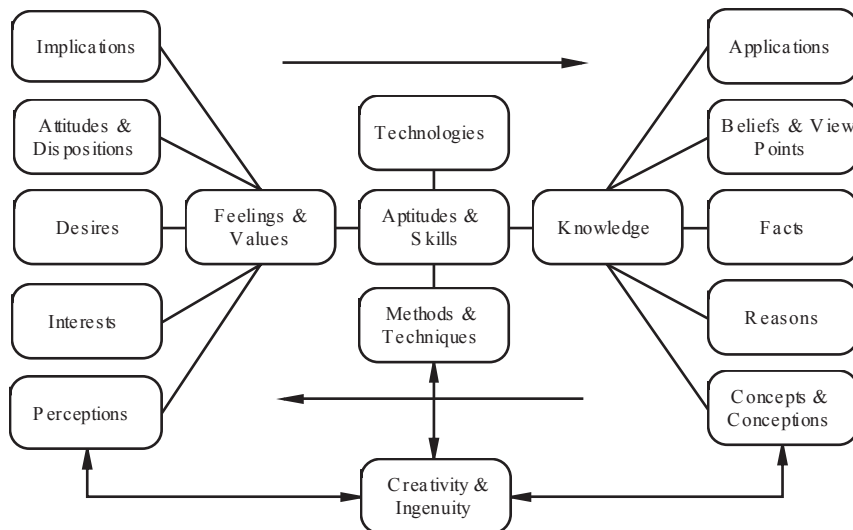 Implications
Applications
Technologies
Attitudes &
Dispositions
Beliefs & View
Points
Desires
Feelings &
Values
Aptitudes &
Skills
Knowledge
Facts
Interests
Methods &
Techniques
Reasons
Perceptions
Concepts &
Conceptions
Creativity &
Ingenuity